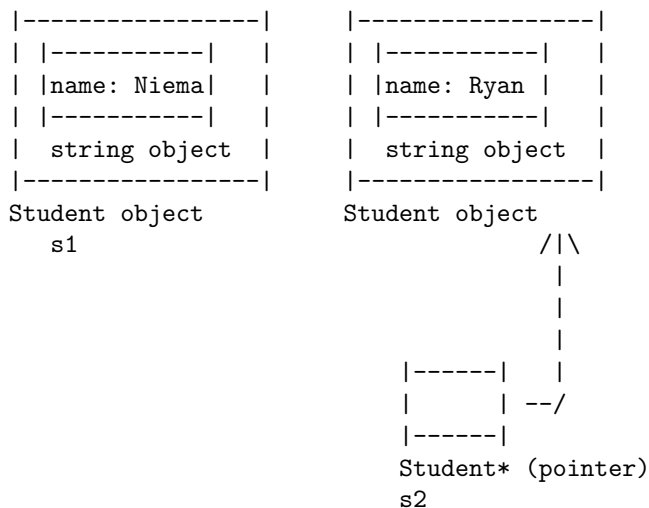 |-----------------|     |-----------------|
| |-----------|   |     | |-----------|   |
| |name: Niema|   |     | |name: Ryan |   |
| |-----------|   |     | |-----------|   |
|  string object  |     |  string object  |
|-----------------|     |-----------------|
Student object          Student object
   s1                                 /|\
                                       |
                                       |
                                       |
                            |------|   |
                            |      | --/
                            |------|
                            Student* (pointer)
                            s2